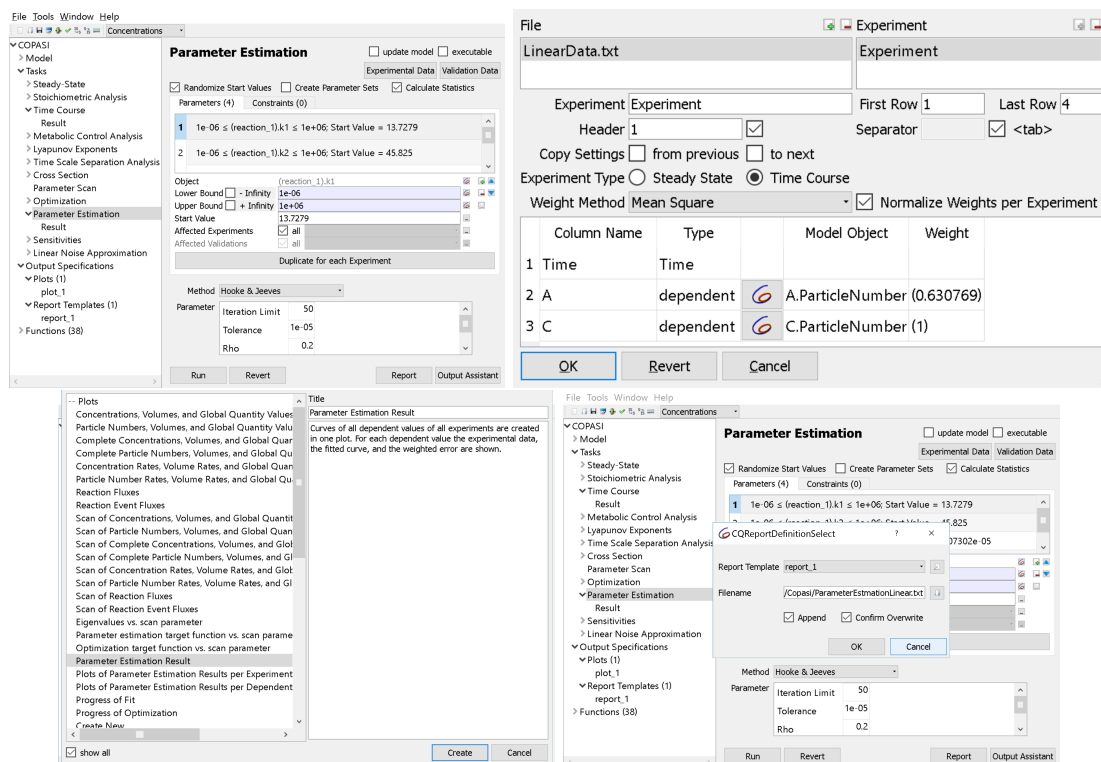 File Tools Window Help
Concentrations
COPASI
Model
Tasks
Steady-State
Stoichiometric Analysis
Time Course
Result
Metabolic Control Analysis
Lyapunov Exponents
Time Scale Separation Analysis
Cross Section
Parameter Scan
Optimization
Parameter Estimation
Result
Sensitivities
Linear Noise Approximation
Output Specifications
Plots (1)
plot_1
Report Templates (1)
report_1
Functions (38)
Parameter Estimation
update model executable
Experimental Data Validation Data
Randomize Start Values Create Parameter Sets Calculate Statistics
Parameters (4) Constraints (0)
1 1e-06 ≤ (reaction_1).k1 ≤ 1e+06; Start Value = 13.7279
2 1e-06 ≤ (reaction_1).k2 ≤ 1e+06; Start Value = 45.825
Object (reaction_1).k1
Lower Bound - Infinity 1e-06
Upper Bound + Infinity 1e+06
Start Value 13.7279
Affected Experiments all
Affected Validations all
Duplicate for each Experiment
Method Hooke & Jeeves
Parameter Iteration Limit 50
Tolerance 1e-05
Rho 0.2
Run Revert Report Output Assistant
File Experiment
LinearData.txt Experiment
Experiment Experiment First Row 1 Last Row 4
Header 1 Separator <tab>
Copy Settings from previous to next
Experiment Type Steady State Time Course
Weight Method Mean Square Normalize Weights per Experiment
Column Name Type Model Object Weight
1 Time Time
2 A dependent A.ParticleNumber (0.630769)
3 C dependent C.ParticleNumber (1)
OK Revert Cancel
-- Plots
Concentrations, Volumes, and Global Quantity Values
Particle Numbers, Volumes, and Global Quantity Valu
Complete Concentrations, Volumes, and Global Quar
Complete Particle Numbers, Volumes, and Global Qu
Concentration Rates, Volume Rates, and Global Quan
Particle Number Rates, Volume Rates, and Global Qu
Reaction Fluxes
Reaction Event Fluxes
Scan of Concentrations, Volumes, and Global Quantit
Scan of Particle Numbers, Volumes, and Global Quan
Scan of Complete Concentrations, Volumes, and Glob
Scan of Complete Particle Numbers, Volumes, and Gl
Scan of Concentration Rates, Volume Rates, and Glob
Scan of Particle Number Rates, Volume Rates, and Gl
Scan of Reaction Fluxes
Scan of Reaction Event Fluxes
Eigenvalues vs. scan parameter
Parameter estimation target function vs. scan parame
Optimization target function vs. scan parameter
Parameter Estimation Result
Plots of Parameter Estimation Results per Experiment
Plots of Parameter Estimation Results per Dependent
Progress of Fit
Progress of Optimization
Create New
show all
Title
Parameter Estimation Result
Curves of all dependent values of all experiments are created
in one plot. For each dependent value the experimental data,
the fitted curve, and the weighted error are shown.
Create Cancel
File Tools Window Help
Concentrations
COPASI
Model
Tasks
Steady-State
Stoichiometric Analysis
Time Course
Result
Metabolic Control Analysis
Lyapunov Exponents
Time Scale Separation Analysis
Cross Section
Parameter Scan
Optimization
Parameter Estimation
Result
Sensitivities
Linear Noise Approximation
Output Specifications
Plots (1)
plot_1
Report Templates (1)
report_1
Functions (38)
Parameter Estimation
update model executable
Experimental Data Validation Data
Randomize Start Values Create Parameter Sets Calculate Statistics
Parameters (4) Constraints (0)
1 1e-06 ≤ (reaction_1).k1 ≤ 1e+06; Start Value = 13.7279
CQReportDefinitionSelect ? ×
Report Template report_1
Filename /Copasi/ParameterEstmationLinear.txt
Append Confirm Overwrite
OK Cancel
Method Hooke & Jeeves
Parameter Iteration Limit 50
Tolerance 1e-05
Rho 0.2
Run Revert Report Output Assistant